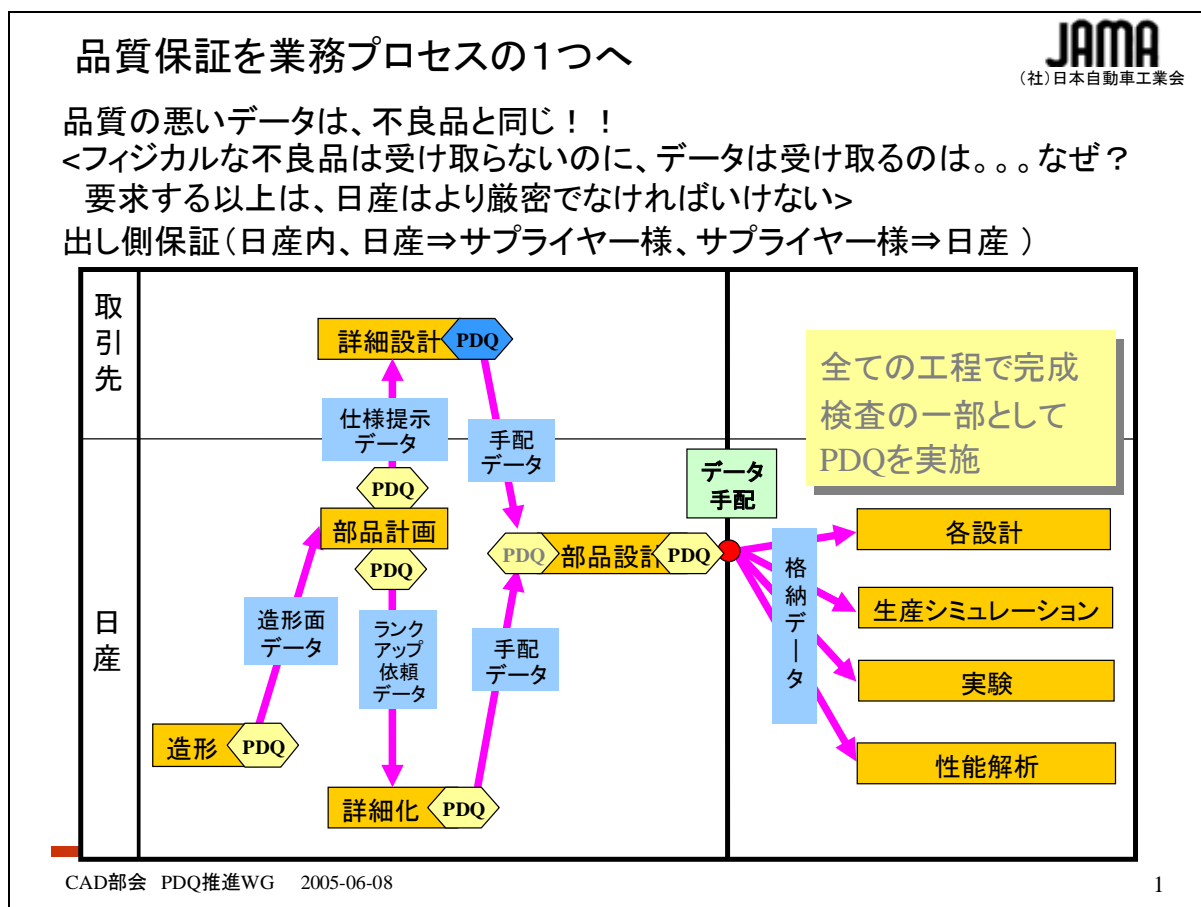 品質保証を業務プロセスの１つへ
JAMA
（社）日本自動車工業会
品質の悪いデータは、不良品と同じ！！
<フィジカルな不良品は受け取らないのに、データは受け取るのは。。。なぜ？
要求する以上は、日産はより厳密でなければいけない>
出し側保証（日産内、日産⇒サプライヤー様、サプライヤー様⇒日産 ）
取
引
先
詳細設計
PDQ
全ての工程で完成
検査の一部として
PDQを実施
仕様提示
データ
手配
データ
データ
手配
PDQ
部品計画
PDQ
PDQ
部品設計
PDQ
各設計
格
納
デ
ー
タ
生産シミュレーション
実験
性能解析
日
産
造形面
データ
ランク
アップ
依頼
データ
手配
データ
造形
PDQ
詳細化
PDQ
CAD部会 PDQ推進WG 2005-06-08
1